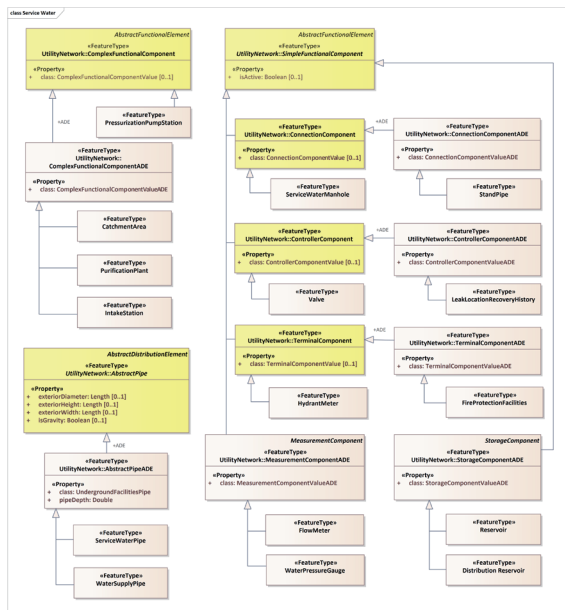 class Service Water
AbstractFunctionalElement
«FeatureType»
UtilityNetwork::ComplexFunctionalComponent
«Property»
+ class: ComplexFunctionalComponentValue [0..1]
«FeatureType»
PressurizationPumpStation
«ADE»
«FeatureType»
UtilityNetwork::
ComplexFunctionalComponentADE
«Property»
+ class: ComplexFunctionalComponentValueADE
«FeatureType»
CatchmentArea
«FeatureType»
PurificationPlant
«FeatureType»
IntakeStation
AbstractDistributionElement
«FeatureType»
UtilityNetwork::AbstractPipe
«Property»
+ exteriorDiameter: Length [0..1]
+ exteriorHeight: Length [0..1]
+ exteriorWidth: Length [0..1]
+ isGravity: Boolean [0..1]
«ADE»
«FeatureType»
UtilityNetwork::AbstractPipeADE
«Property»
+ class: UndergroundFacilitiesPipe
+ pipeDepth: Double
«FeatureType»
ServiceWaterPipe
«FeatureType»
WaterSupplyPipe
AbstractFunctionalElement
«FeatureType»
UtilityNetwork::SimpleFunctionalComponent
«Property»
+ isActive: Boolean [0..1]
«FeatureType»
UtilityNetwork::ConnectionComponent
«Property»
+ class: ConnectionComponentValue [0..1]
«FeatureType»
ServiceWaterManhole
«ADE»
«FeatureType»
UtilityNetwork::ConnectionComponentADE
«Property»
+ class: ConnectionComponentValueADE
«FeatureType»
StandPipe
«FeatureType»
UtilityNetwork::ControllerComponent
«Property»
+ class: ControllerComponentValue [0..1]
«FeatureType»
Valve
«ADE»
«FeatureType»
UtilityNetwork::ControllerComponentADE
«Property»
+ class: ControllerComponentValueADE
«FeatureType»
LeakLocationRecoveryHistory
«FeatureType»
UtilityNetwork::TerminalComponent
«Property»
+ class: TerminalComponentValue [0..1]
«FeatureType»
HydrantMeter
«ADE»
«FeatureType»
UtilityNetwork::TerminalComponentADE
«Property»
+ class: TerminalComponentValueADE
«FeatureType»
FireProtectionFacilities
MeasurementComponent
«FeatureType»
UtilityNetwork::MeasurementComponentADE
«Property»
+ class: MeasurementComponentValueADE
«FeatureType»
FlowMeter
«FeatureType»
WaterPressureGauge
StorageComponent
«FeatureType»
UtilityNetwork::StorageComponentADE
«Property»
+ class: StorageComponentValueADE
«FeatureType»
Reservoir
«FeatureType»
Distribution Reservoir